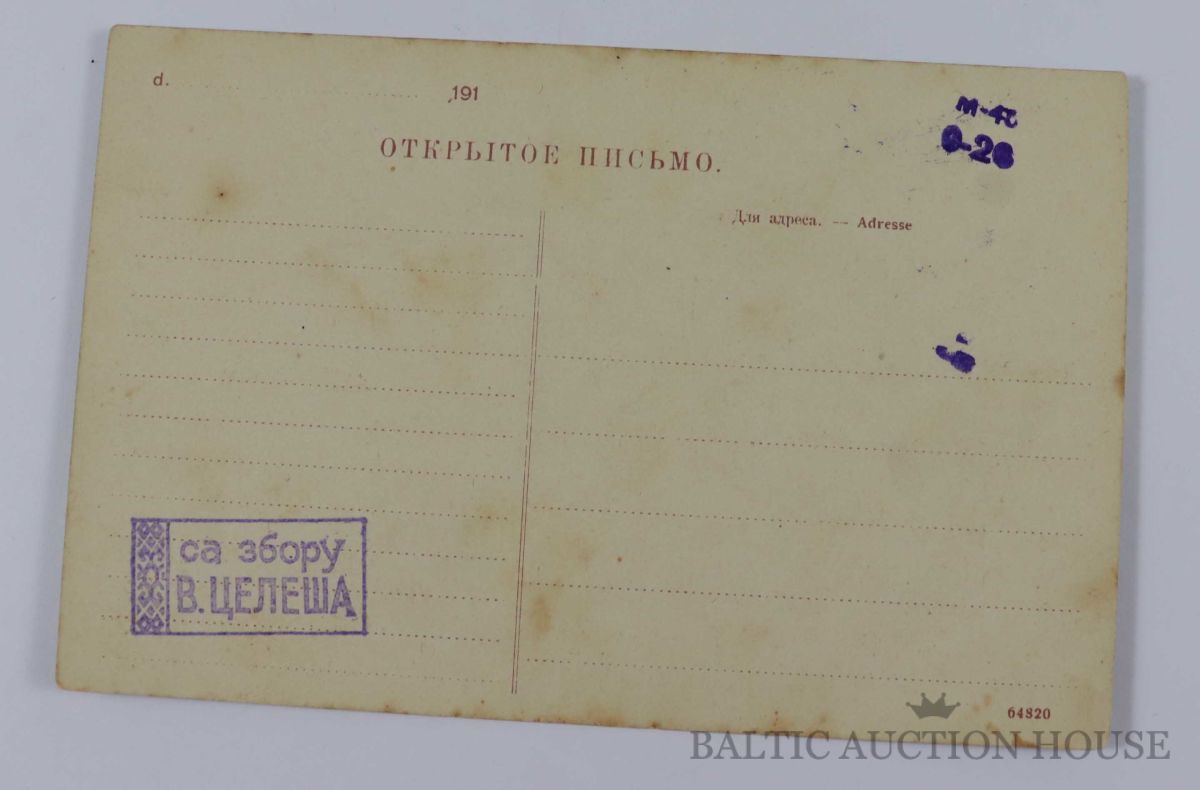 d. ,191
ОТКРЫТОЕ ПИСЬМО.
Для адреса. — Adresse
са збору
В. ЦЕЛЕША
64820
BALTIC AUCTION HOUSE